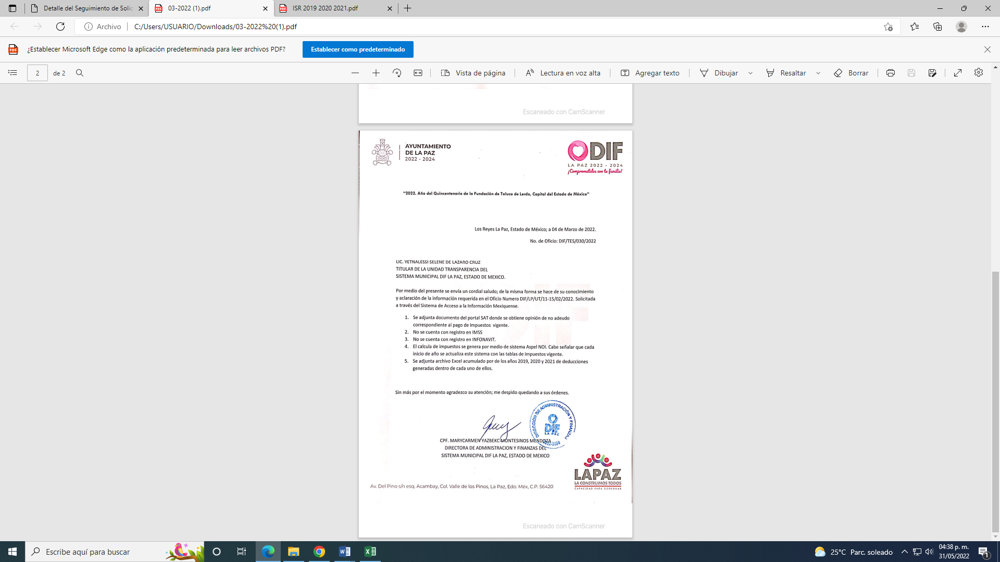 Detalle del Seguimiento de Solic
03-2022 (1).pdf
ISR 2019 2020 2021.pdf
Archivo
C:/Users/USUARIO/Downloads/03-2022%20(1).pdf
¿Establecer Microsoft Edge como la aplicación predeterminada para leer archivos PDF?
Establecer como predeterminado
2
de 2
Vista de página
Lectura en voz alta
Agregar texto
Dibujar
Resaltar
Borrar
Escaneado con CamScanner
AYUNTAMIENTO
DE LA PAZ
2022 - 2024
DIF
LA PAZ 2022 - 2024
¡Comprometidos con tu familia!
"2022. Año del Quincentenario de la Fundación de Toluca de Lerdo, Capital del Estado de México"
Los Reyes La Paz, Estado de México; a 04 de Marzo de 2022.
No. de Oficio: DIF/TES/030/2022
LIC. YETNALESSI SELENE DE LAZARO CRUZ
TITULAR DE LA UNIDAD TRANSPARENCIA DEL
SISTEMA MUNICIPAL DIF LA PAZ, ESTADO DE MEXICO.
Por medio del presente se envía un cordial saludo; de la misma forma se hace de su conocimiento
y aclaración de la información requerida en el Oficio Numero DIF/LP/UT/11-15/02/2022. Solicitada
a través del Sistema de Acceso a la Información Mexiquense.
1. Se adjunta documento del portal SAT donde se obtiene opinión de no adeudo
correspondiente al pago de impuestos vigente.
2. No se cuenta con registro en IMSS
3. No se cuenta con registro en INFONAVIT.
4. El calcula de impuestos se genera por medio de sistema Aspel NOI. Cabe señalar que cada
inicio de año se actualiza este sistema con las tablas de impuestos vigente.
5. Se adjunta archivo Excel acumulado por de los años 2019, 2020 y 2021 de deducciones
generadas dentro de cada uno de ellos.
Sin más por el momento agradezco su atención; me despido quedando a sus órdenes.
DIRECCIÓN DE ADMINISTRACIÓN Y FINANZAS
DIF
LA PAZ
2022-2024
CPF. MARYCARMEN YAZBEKC MONTESINOS MENDOZA
DIRECTORA DE ADMINISTRACION Y FINANZAS DEL
SISTEMA MUNICIPAL DIF LA PAZ, ESTADO DE MEXICO
LAPAZ
LA CONSTRUIMOS TODOS
CAPACIDAD PARA GOBERNAR
Av. Del Pino s/n esq. Acambay, Col. Valle de los Pinos, La Paz, Edo. Méx, C.P. 56420
Escaneado con CamScanner
Escribe aquí para buscar
25°C Parc. soleado
04:38 p. m.
31/05/2022
1